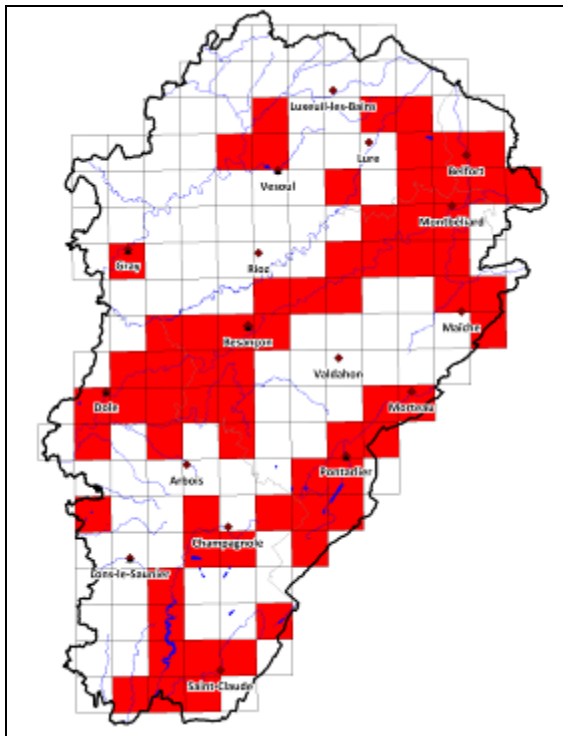 Luxeuil-les-Bains
Lure
Belfort
Vesoul
Montbéliard
Gray
Rioz
Maîche
Besançon
Valdahon
Dole
Morteau
Pontarlier
Arbois
Champagnole
Lons-le-Saunier
Saint-Claude